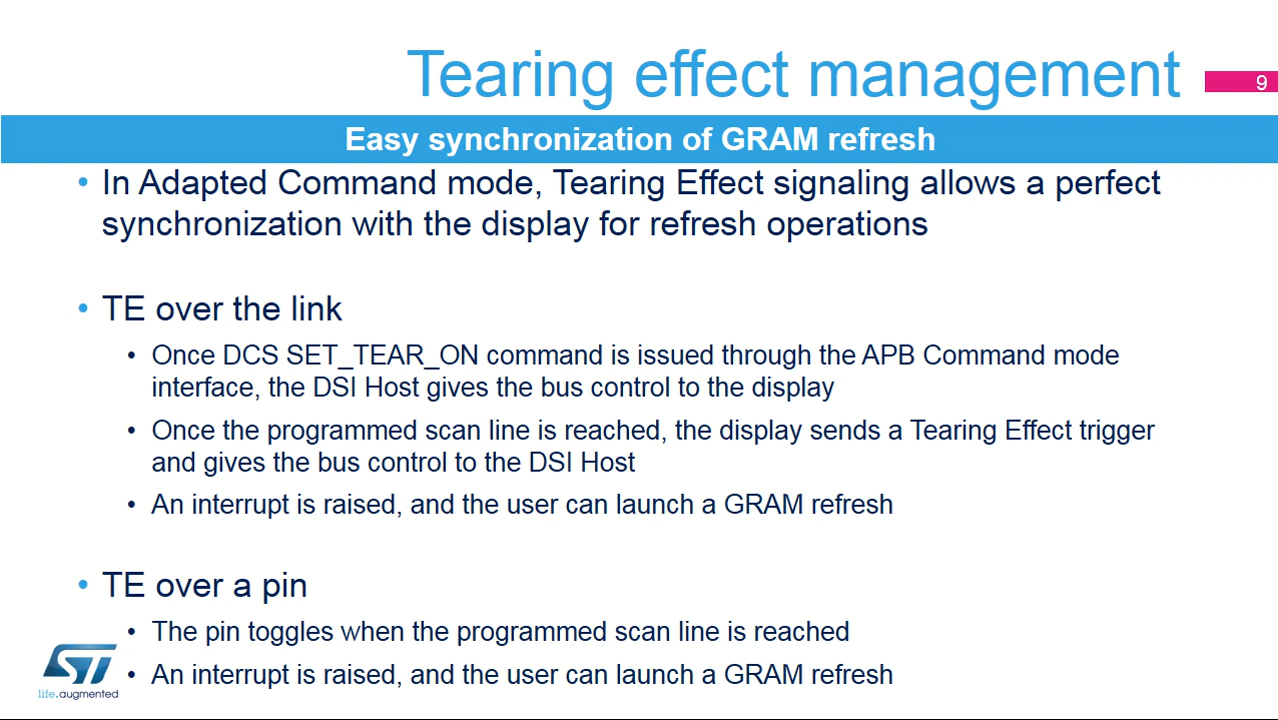 Tearing effect management
9
Easy synchronization of GRAM refresh
• In Adapted Command mode, Tearing Effect signaling allows a perfect
synchronization with the display for refresh operations
• TE over the link
• Once DCS SET_TEAR_ON command is issued through the APB Command mode
interface, the DSI Host gives the bus control to the display
• Once the programmed scan line is reached, the display sends a Tearing Effect trigger
and gives the bus control to the DSI Host
• An interrupt is raised, and the user can launch a GRAM refresh
• TE over a pin
• The pin toggles when the programmed scan line is reached
• An interrupt is raised, and the user can launch a GRAM refresh
ST
life.augmented